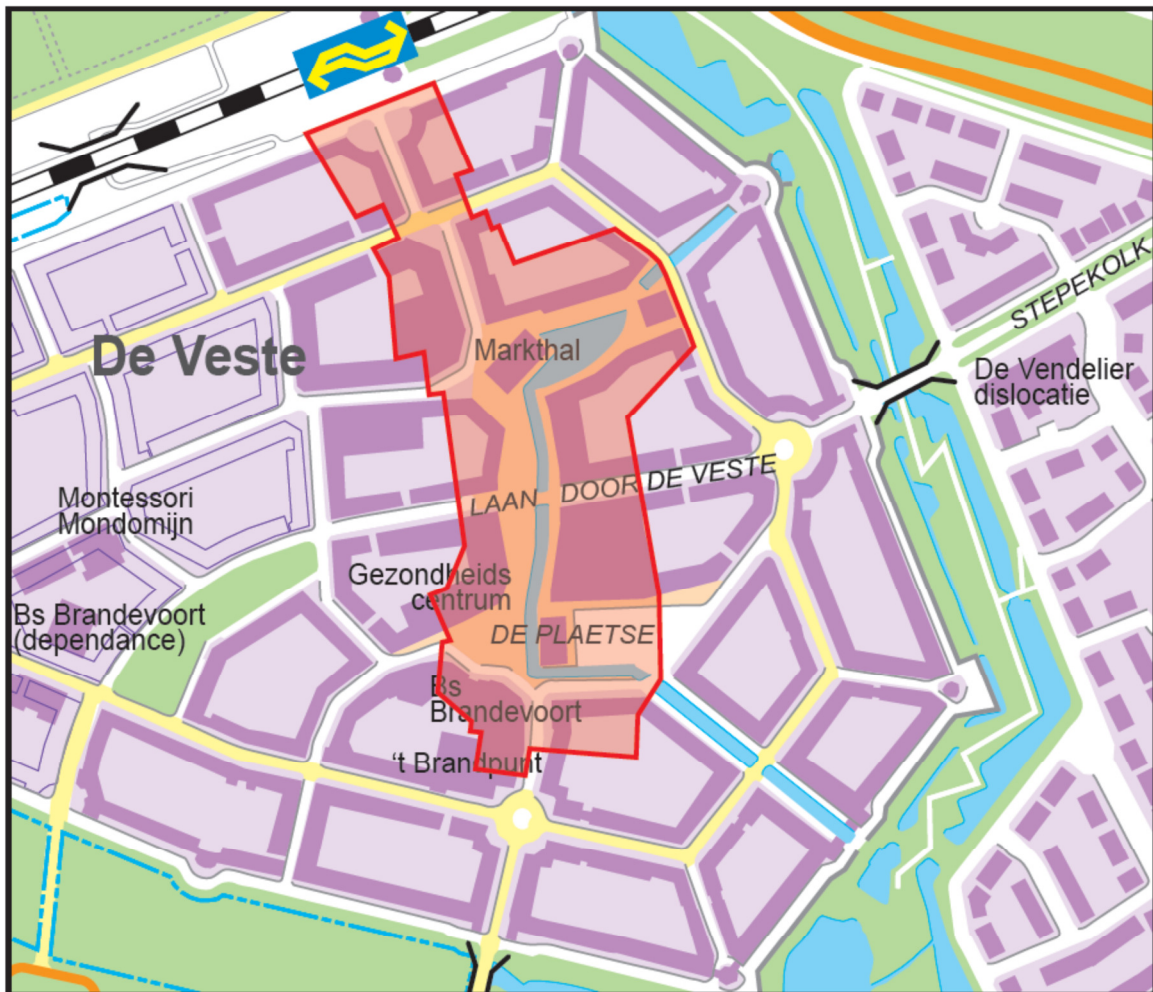 De Veste
Markthal
STEPEKOLK
De Vendelier
dislocatie
LAAN DOOR DE VESTE
Montessori
Mondomijn
Gezondheids
centrum
Bs Brandevoort
(dependance)
DE PLAETSE
Bs
Brandevoort
't Brandpunt